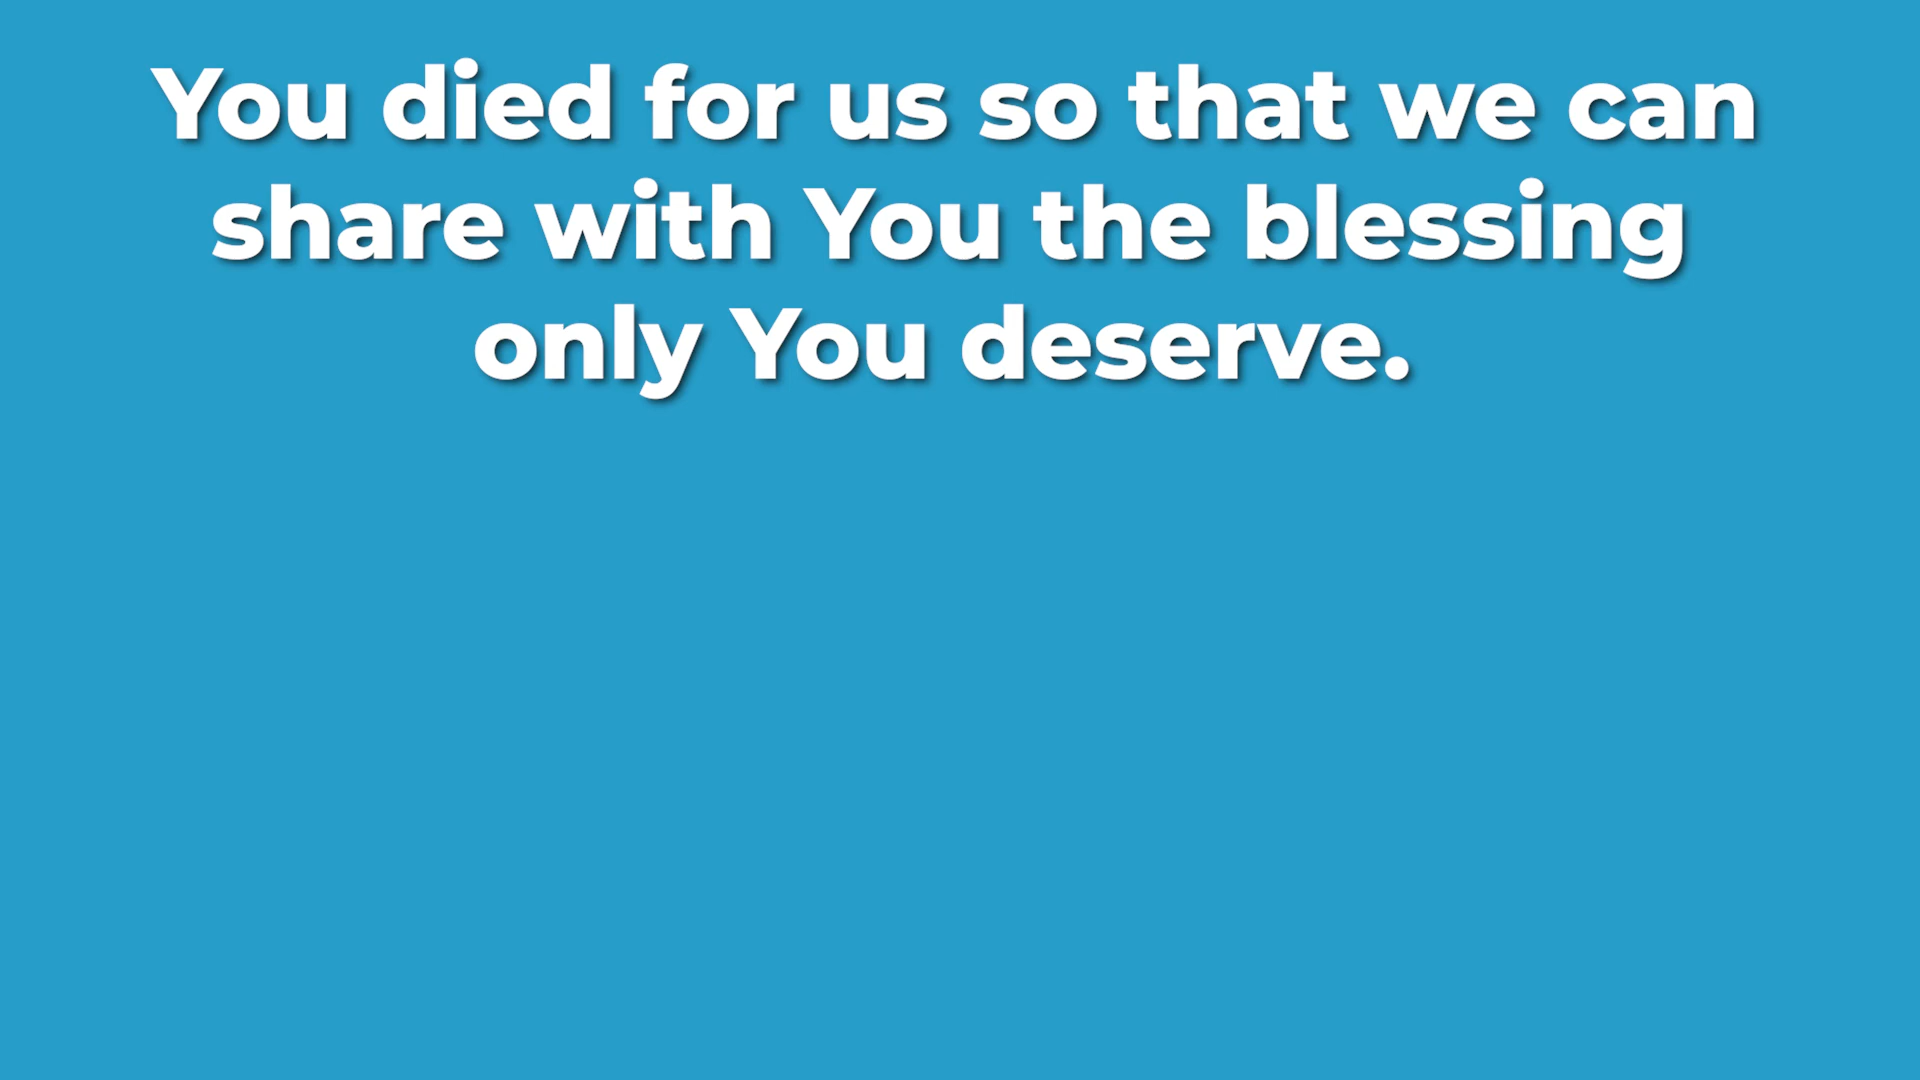 You died for us so that we can
share with You the blessing
only You deserve.